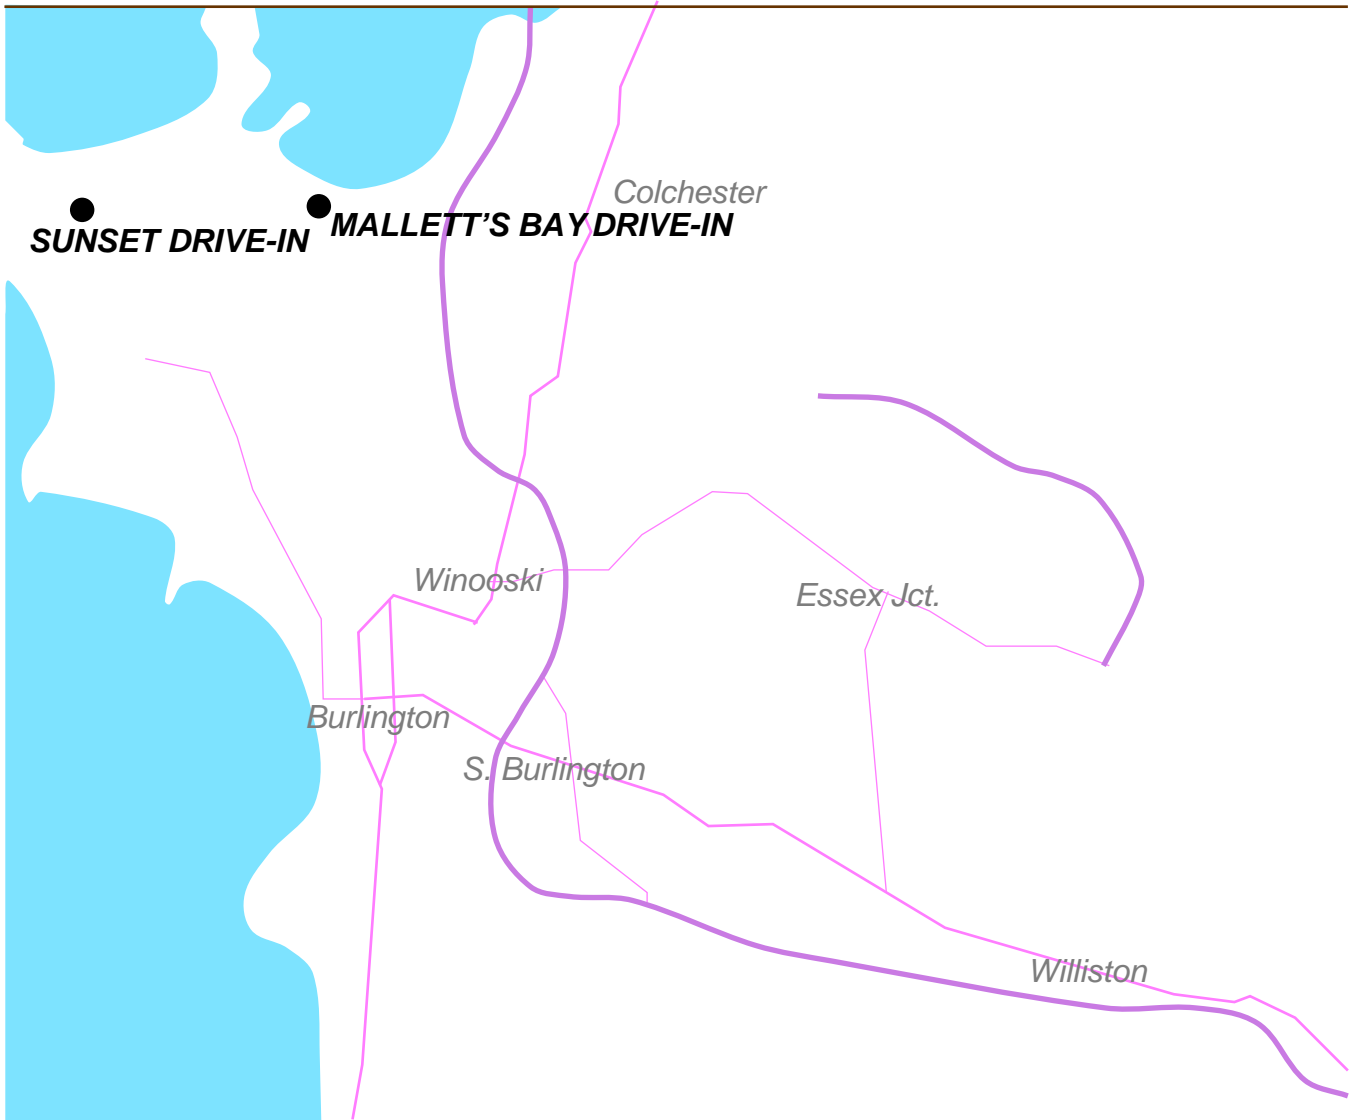 Colchester
MALLETT’S BAY DRIVE-IN
SUNSET DRIVE-IN
Winooski
Essex Jct.
Burlington
S. Burlington
Williston